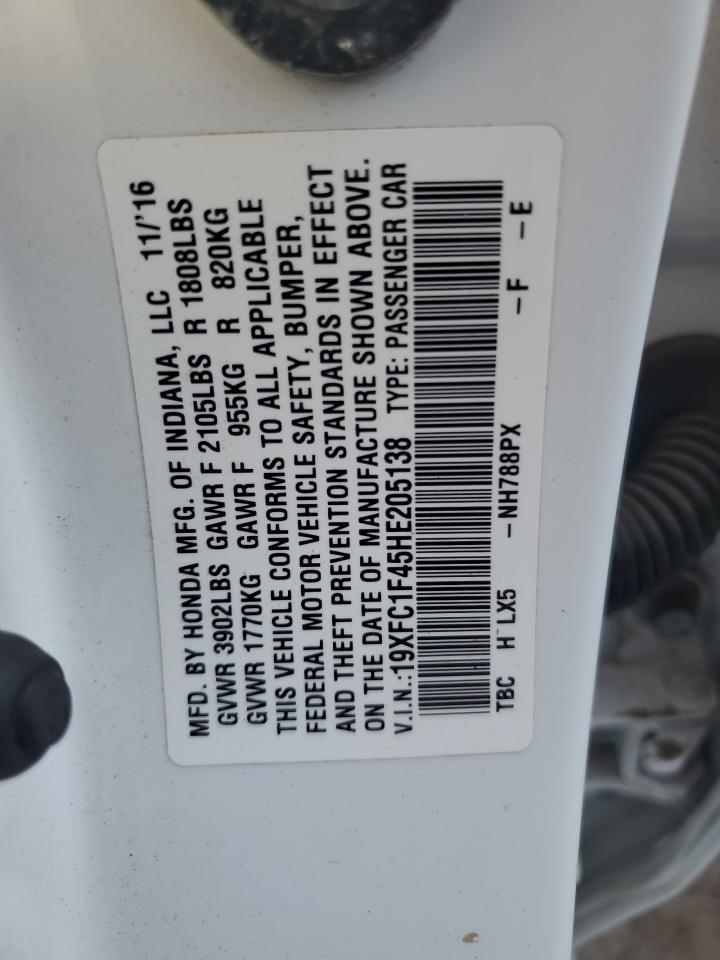 MFD. BY HONDA MFG. OF INDIANA, LLC 11/'16
GVWR 3902LBS GAWR F 2105LBS R 1808LBS
GVWR 1770KG GAWR F 955KG R 820KG
THIS VEHICLE CONFORMS TO ALL APPLICABLE
FEDERAL MOTOR VEHICLE SAFETY, BUMPER,
AND THEFT PREVENTION STANDARDS IN EFFECT
ON THE DATE OF MANUFACTURE SHOWN ABOVE.
V.I.N.:19XFC1F45HE205138 TYPE: PASSENGER CAR
TBC H LX5 -NH788PX -F -E